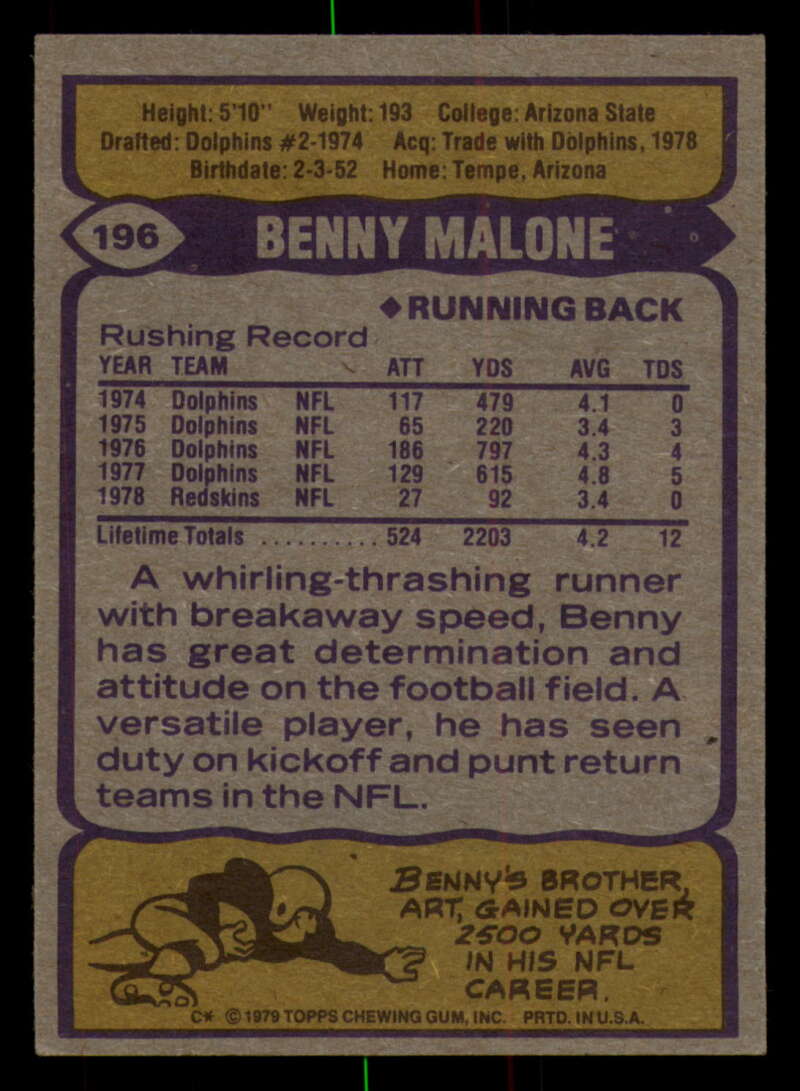 Height: 5'10" Weight: 193 College: Arizona State
Drafted: Dolphins #2-1974 Acq: Trade with Dolphins, 1978
Birthdate: 2-3-52 Home: Tempe, Arizona
196 BENNY MALONE
◆RUNNING BACK
Rushing Record
YEAR TEAM ATT YDS AVG TDS
1974 Dolphins NFL 117 479 4.1 0
1975 Dolphins NFL 65 220 3.4 3
1976 Dolphins NFL 186 797 4.3 4
1977 Dolphins NFL 129 615 4.8 5
1978 Redskins NFL 27 92 3.4 0
Lifetime Totals .......... 524 2203 4.2 12
A whirling-thrashing runner
with breakaway speed, Benny
has great determination and
attitude on the football field. A
versatile player, he has seen
duty on kickoff and punt return
teams in the NFL.
BENNY'S BROTHER,
ART, GAINED OVER
2500 YARDS
IN HIS NFL
CAREER.
C* © 1979 TOPPS CHEWING GUM, INC. PRTD. IN U.S.A.